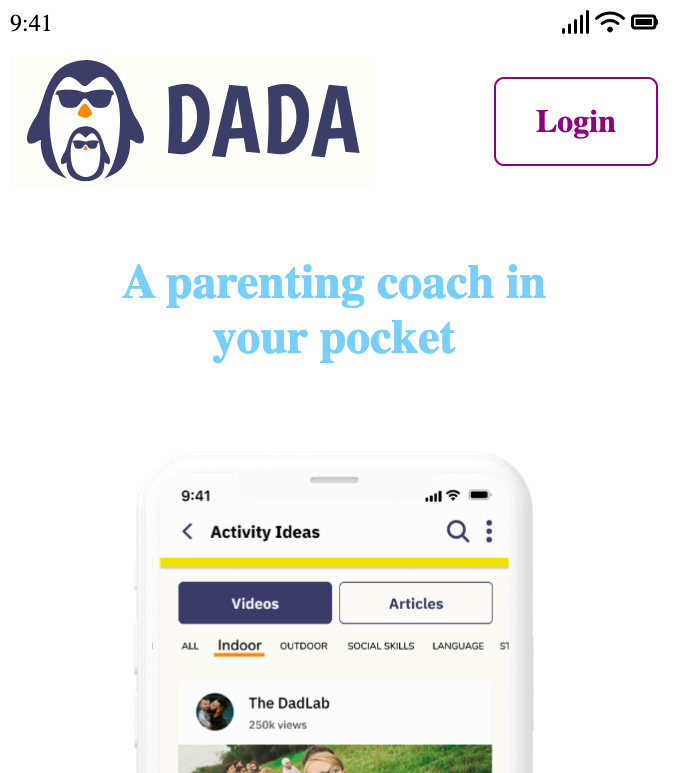 9:41
DADA
Login
A parenting coach in
your pocket
9:41
Activity Ideas
Videos
Articles
ALL Indoor OUTDOOR SOCIAL SKILLS LANGUAGE
The DadLab
250k views